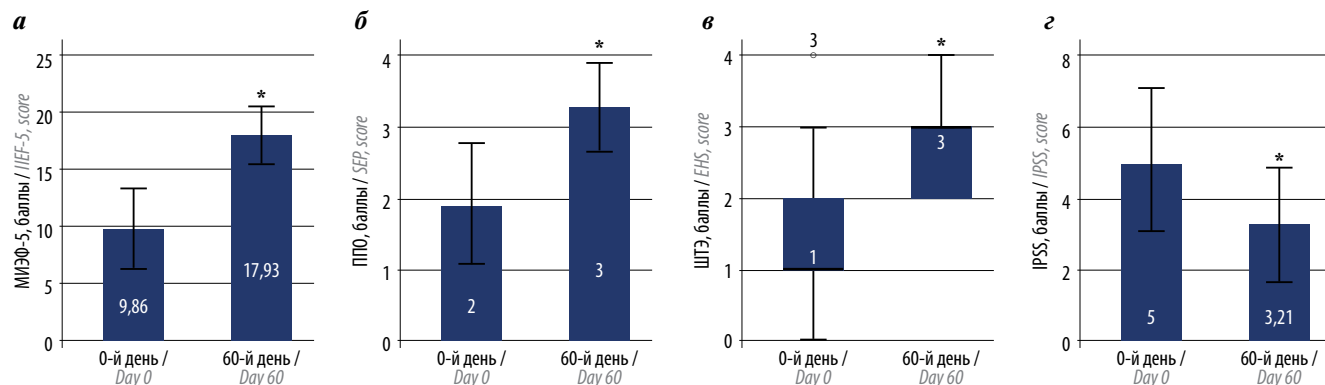 а
МИЭФ-5, баллы / IIEF-5, score
25
20
15
10
5
0
9,86
*
17,93
0-й день /
Day 0
60-й день /
Day 60
б
ППО, баллы / SEP, score
4
3
2
1
0
2
*
3
0-й день /
Day 0
60-й день /
Day 60
в
ШТЭ, баллы / EHS, score
4
3
2
1
0
3
1
*
3
0-й день /
Day 0
60-й день /
Day 60
г
IPSS, баллы / IPSS, score
8
6
4
2
0
5
*
3,21
0-й день /
Day 0
60-й день /
Day 60